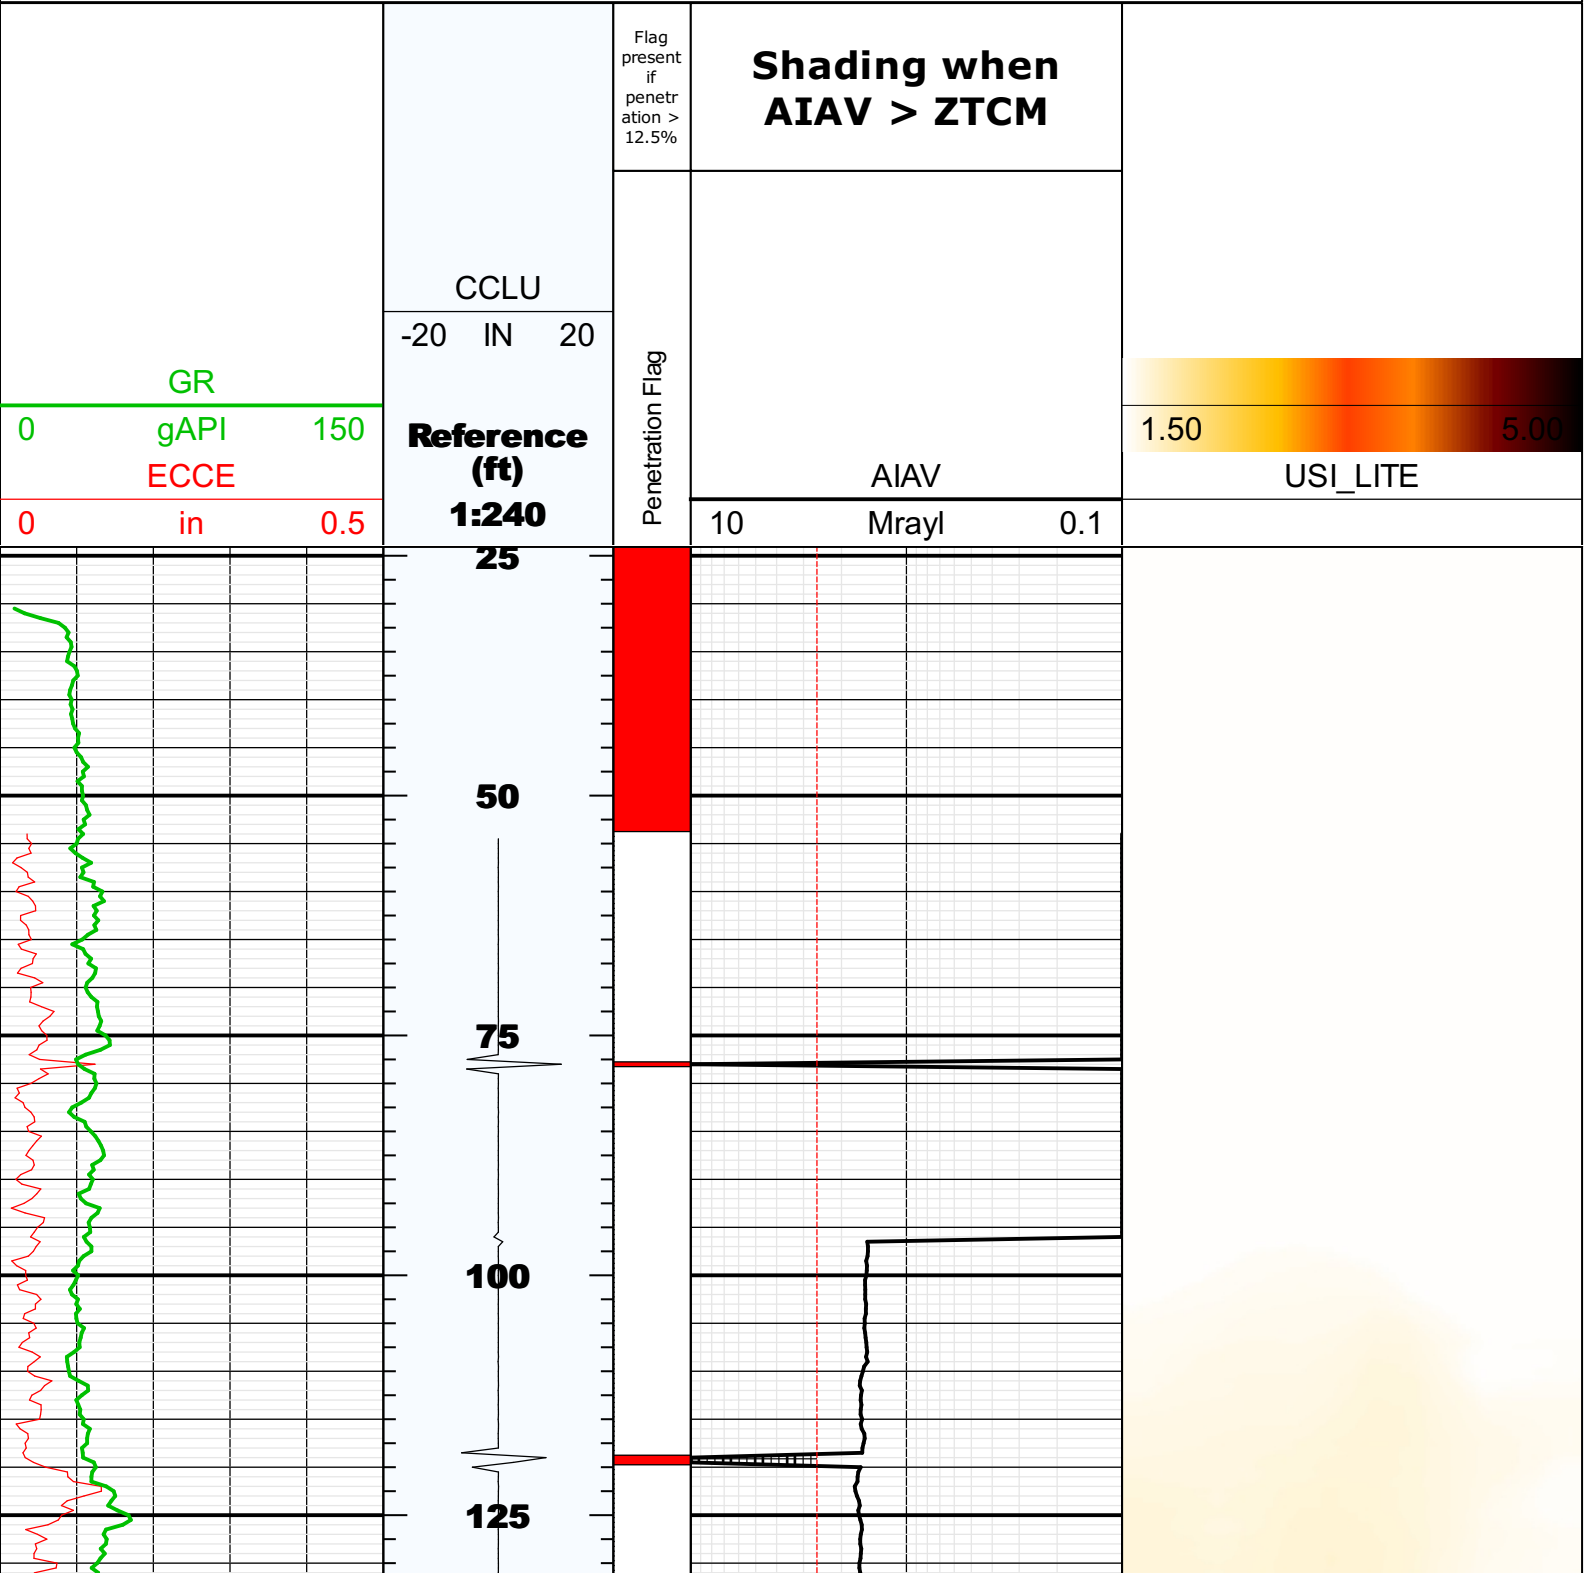 Flag
present
if
penetr
ation >
12.5%
Shading when
AIAV > ZTCM
CCLU
-20 IN 20
GR
0 gAPI 150
ECCE
0 in 0.5
Reference
(ft)
1:240
Penetration Flag
AIAV
10 Mrayl 0.1
1.50 5.00
USI_LITE
25
50
75
100
125